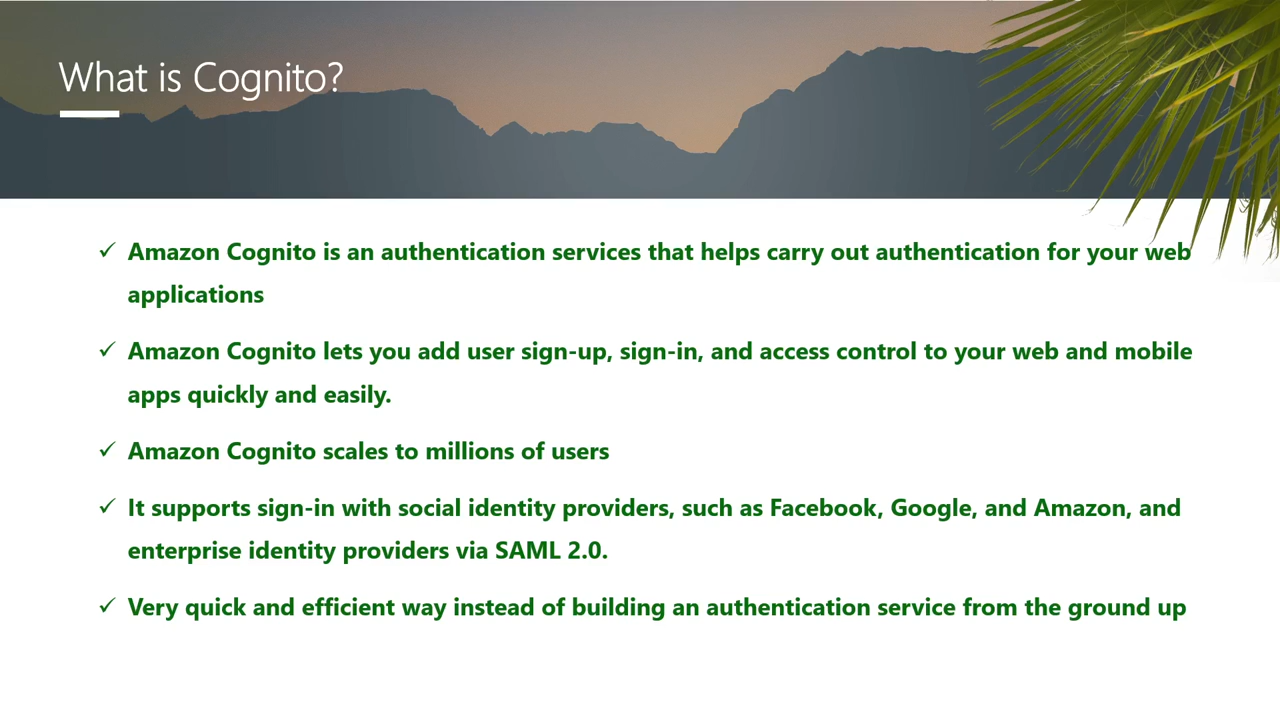 What is Cognito?
✓ Amazon Cognito is an authentication services that helps carry out authentication for your web
applications
✓ Amazon Cognito lets you add user sign-up, sign-in, and access control to your web and mobile
apps quickly and easily.
✓ Amazon Cognito scales to millions of users
✓ It supports sign-in with social identity providers, such as Facebook, Google, and Amazon, and
enterprise identity providers via SAML 2.0.
✓ Very quick and efficient way instead of building an authentication service from the ground up